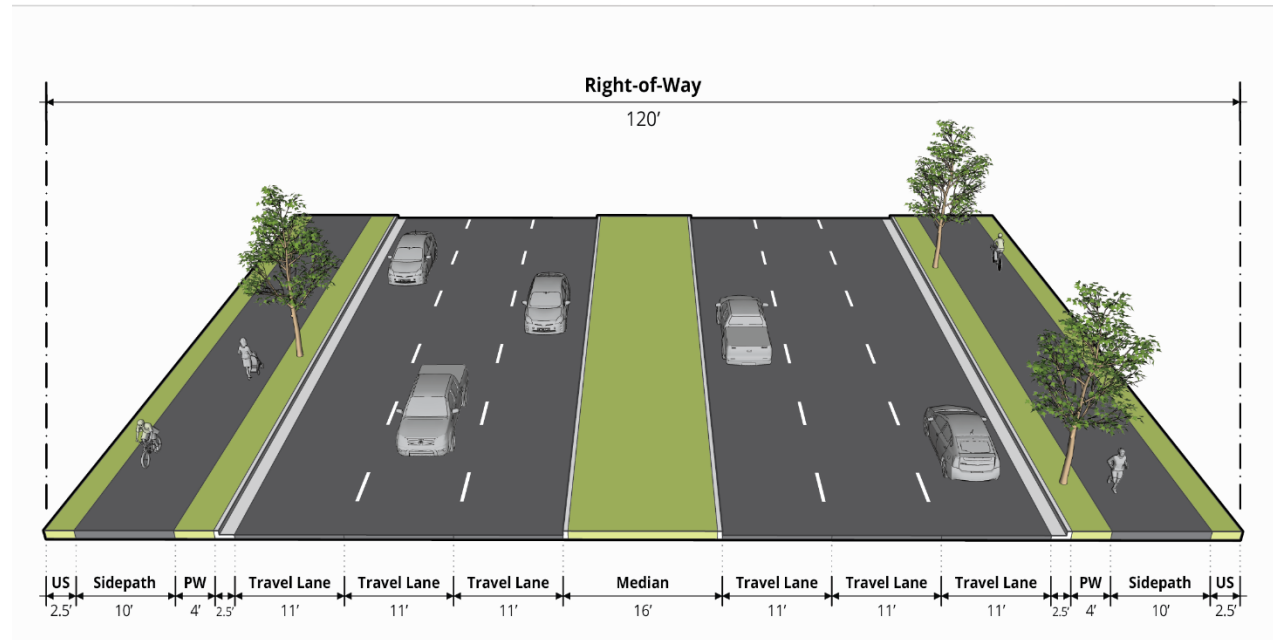 Right-of-Way
120'
US Sidepath PW Travel Lane Travel Lane Travel Lane Median Travel Lane Travel Lane Travel Lane PW Sidepath US
2.5' 10' 4' 2.5' 11' 11' 11' 16' 11' 11' 11' 2.5' 4' 10' 2.5'